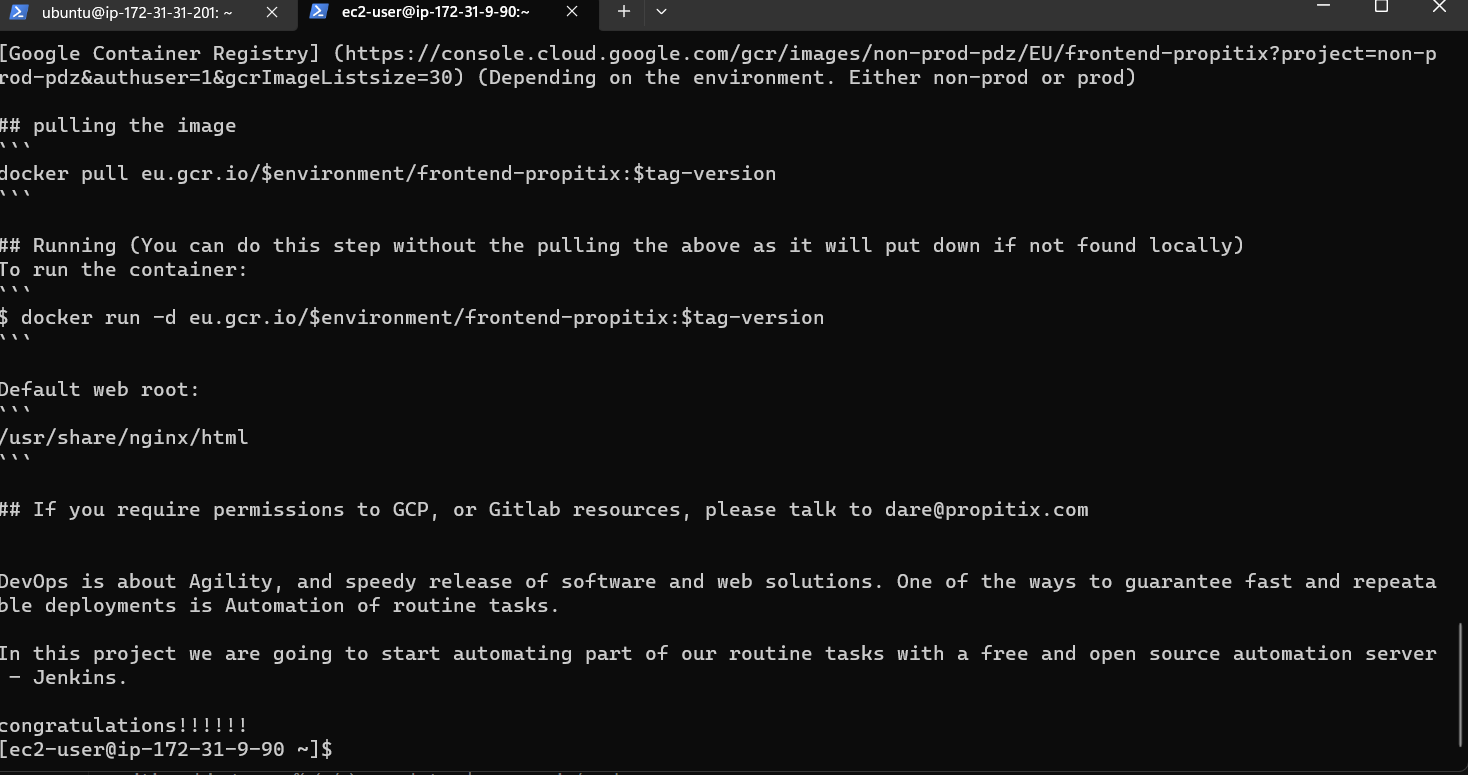 ubuntu@ip-172-31-31-201: ~
ec2-user@ip-172-31-9-90:~
[Google Container Registry] (https://console.cloud.google.com/gcr/images/non-prod-pdz/EU/frontend-propitix?project=non-p
rod-pdz&authuser=1&gcrImageListsize=30) (Depending on the environment. Either non-prod or prod)
## pulling the image
```
docker pull eu.gcr.io/$environment/frontend-propitix:$tag-version
```
## Running (You can do this step without the pulling the above as it will put down if not found locally)
To run the container:
```
$ docker run -d eu.gcr.io/$environment/frontend-propitix:$tag-version
```
Default web root:
```
/usr/share/nginx/html
```
## If you require permissions to GCP, or Gitlab resources, please talk to dare@propitix.com
DevOps is about Agility, and speedy release of software and web solutions. One of the ways to guarantee fast and repeata
ble deployments is Automation of routine tasks.
In this project we are going to start automating part of our routine tasks with a free and open source automation server
 - Jenkins.
congratulations!!!!!!
[ec2-user@ip-172-31-9-90 ~]$